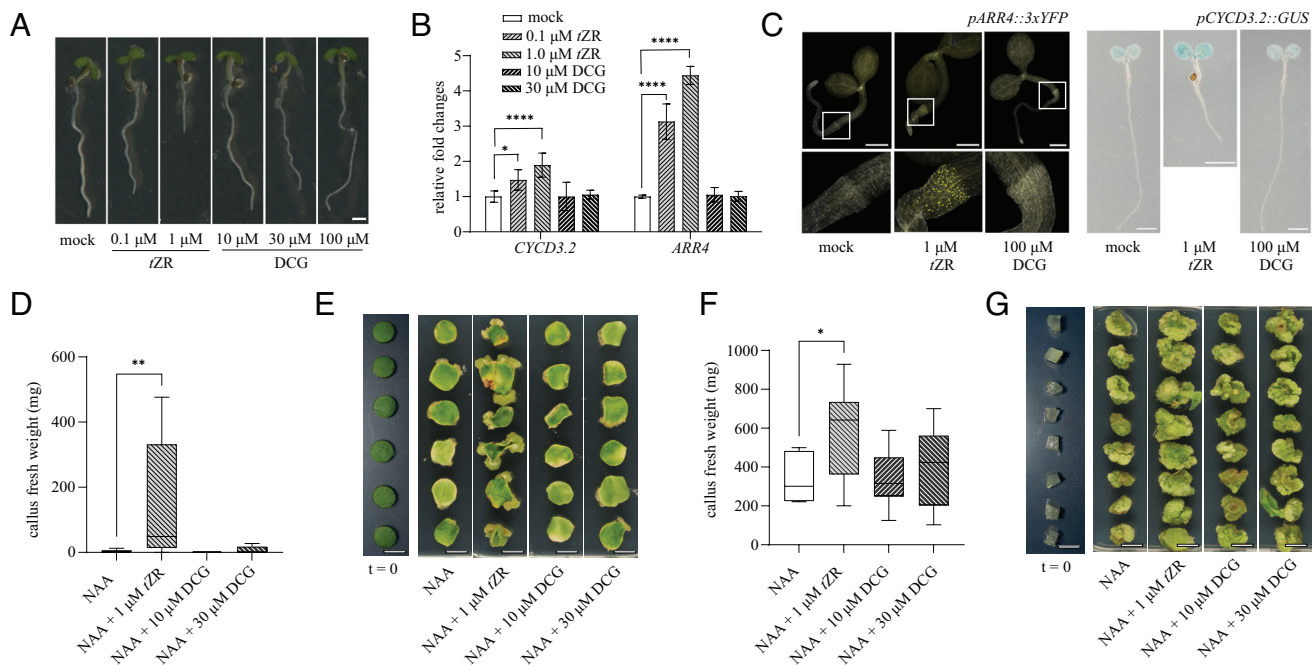 A
mock
0.1 μM
1 μM
10 μM
30 μM
100 μM
tZR
DCG
B
mock
0.1 μM tZR
1.0 μM tZR
10 μM DCG
30 μM DCG
relative fold changes
6
5
4
3
2
1
0
*
****
****
****
CYCD3.2
ARR4
C
pARR4::3xYFP
pCYCD3.2::GUS
mock
1 μM
tZR
100 μM
DCG
mock
1 μM
tZR
100 μM
DCG
D
callus fresh weight (mg)
600
400
200
0
**
NAA
NAA + 1 μM tZR
NAA + 10 μM DCG
NAA + 30 μM DCG
E
t = 0
NAA
NAA + 1 μM tZR
NAA + 10 μM DCG
NAA + 30 μM DCG
F
callus fresh weight (mg)
1000
800
600
400
200
0
*
NAA
NAA + 1 μM tZR
NAA + 10 μM DCG
NAA + 30 μM DCG
G
t = 0
NAA
NAA + 1 μM tZR
NAA + 10 μM DCG
NAA + 30 μM DCG